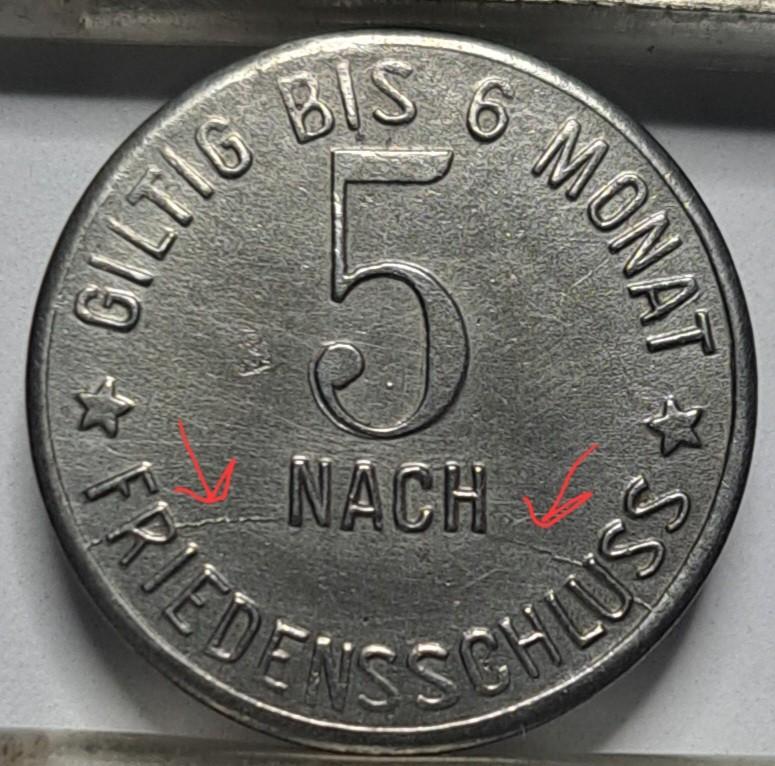 GILTIG BIS 6 MONAT
5
NACH
FRIEDENSSCHLUSS